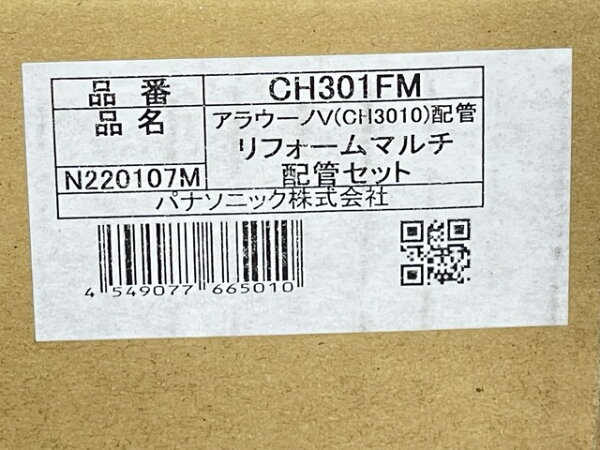 品番 CH301FM
品名 アラウーノV(CH3010)配管
リフォームマルチ
N220107M 配管セット
パナソニック株式会社
4 549077 665010